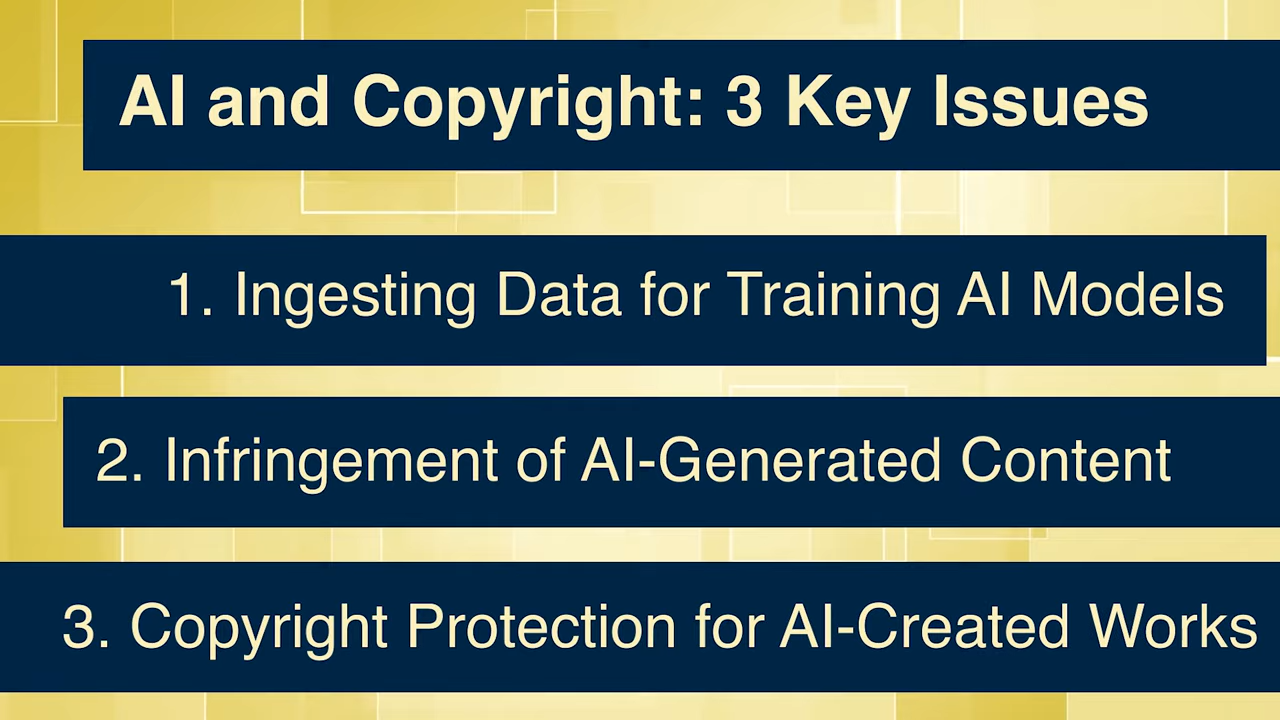 AI and Copyright: 3 Key Issues
1. Ingesting Data for Training AI Models
2. Infringement of AI-Generated Content
3. Copyright Protection for AI-Created Works